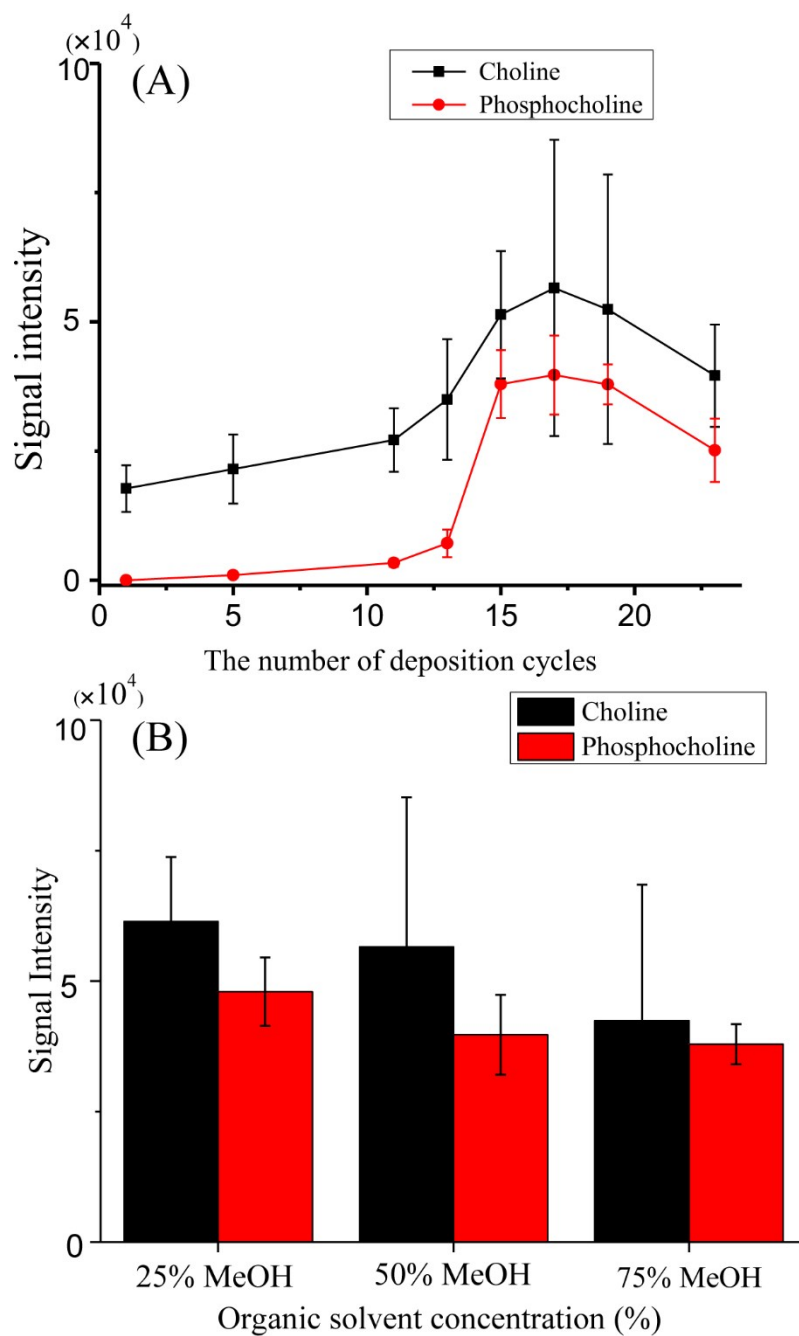 (×10⁴)
10
(A)
Choline
Phosphocholine
Signal intensity
5
0
0 5 10 15 20
The number of deposition cycles
(×10⁴)
10
(B)
Choline
Phosphocholine
Signal Intensity
5
0
25% MeOH 50% MeOH 75% MeOH
Organic solvent concentration (%)